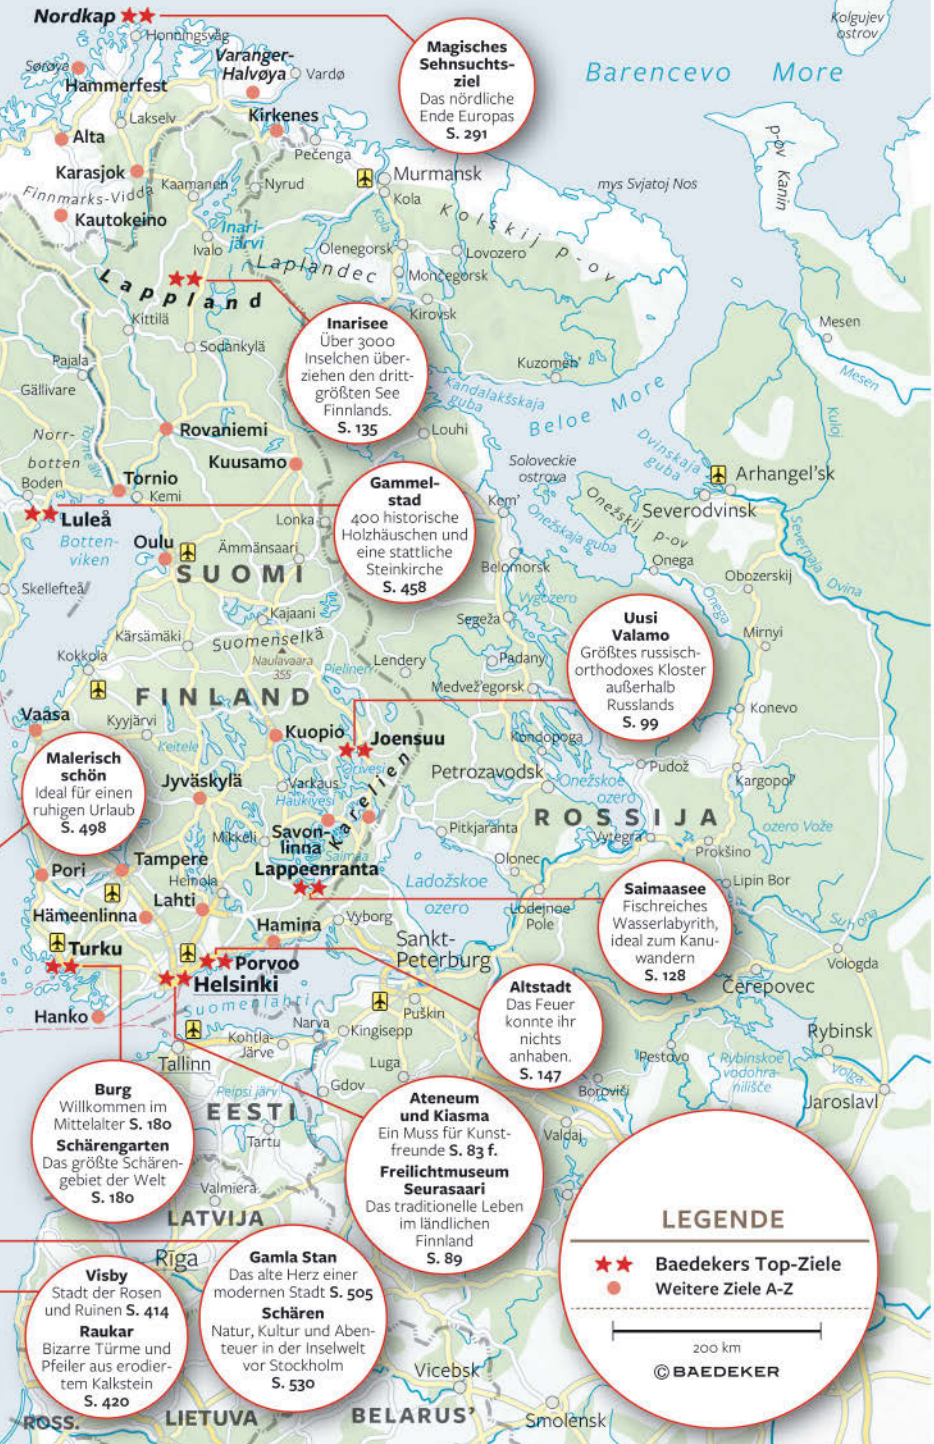 Nordkap
Honningsvåg
Kolgujev
ostrov
Magisches
Sehnsuchts-
ziel
Das nördliche
Ende Europas
S. 291
Barencevo More
Sørøya
Hammerfest
Varanger-
Halvøya
Vardø
Lakselv
Kirkenes
Alta
Pečenga
p-ov Kanin
Karasjok
Kaamanen
Nyrud
Murmansk
mys Svjatoj Nos
Finnmarks-Vidda
Kautokeino
Kola
Kola
Kolskij p-ov
Inari-
järvi
Ivalo
Olenegorsk
Lovozero
Laplandec
Mončegorsk
Lappland
Kirovsk
Kittilä
Inarisee
Über 3000
Inselchen über-
ziehen den dritt-
größten See
Finnlands.
S. 135
Mesen
Mesen
Sodankylä
Pajala
Kuzomen'
Gällivare
Kandalakšskaja
guba
Beloe More
Kuloj
Torne älv
Rovaniemi
Louhi
Dvinskaja
guba
Norr-
botten
Kuusamo
Soloveckie
ostrova
Arhangel'sk
Boden
Tornio
Kemi
Gammel-
stad
400 historische
Holzhäuschen und
eine stattliche
Steinkirche
S. 458
Kem'
Onežskij
p-ov
Severodvinsk
Luleå
Lonka
Onežskaja guba
Severnaja Dvina
Botten-
viken
Oulu
Ämmänsaari
Belomorsk
Onega
SUOMI
Obozerskij
Skellefteå
Vygozero
Onega
Kajaani
Segeža
Uusi
Valamo
Größtes russisch-
orthodoxes Kloster
außerhalb
Russlands
S. 99
Mirnyi
Kärsämäki
Suomenselkä
Kokkola
Naulavaara
355
Pielinen
Lendery
Padany
Medvež'egorsk
FINLAND
Konevo
Vaasa
Kyyjärvi
Kuopio
Joensuu
Kondopoga
Malerisch
schön
Ideal für einen
ruhigen Urlaub
S. 498
Keitele
Orivesi
Petrozavodsk
Pudož
Jyväskylä
Varkaus
Haukivesi
Karelien
Onežskoe
ozero
Kargopol'
ROSSIJA
Mikkeli
Savon-
linna
Pitkjaranta
Vytegra
ozero Vože
Prokšino
Saimaa
Tampere
Lappeenranta
Olonec
Pori
Heinola
Ladožskoe
ozero
Saimaasee
Fischreiches
Wasserlabyrith,
ideal zum Kanu-
wandern
S. 128
Lipin Bor
Lahti
Hämeenlinna
Lodejnoe
Pole
Suhona
Hamina
Vyborg
Turku
Porvoo
Sankt-
Peterburg
Vologda
Helsinki
Altstadt
Das Feuer
konnte ihr
nichts
anhaben.
S. 147
Čerepovec
Suomenlahti
Hanko
Puškin
Narva
Kingisepp
Kohtla-
Järve
Rybinsk
Tallinn
Luga
Pestovo
Rybinskoe
vodohra-
nilišče
Volga
Burg
Willkommen im
Mittelalter S. 180
Schärengarten
Das größte Schären-
gebiet der Welt
S. 180
Peipsi järv
Gdov
Boroviči
Jaroslavl
EESTI
Ateneum
und Kiasma
Ein Muss für Kunst-
freunde S. 83 f.
Freilichtmuseum
Seurasaari
Das traditionelle Leben
im ländlichen
Finnland
S. 89
Tartu
Valdaj
Valmiera
LATVIJA
LEGENDE
Baedekers Top-Ziele
Weitere Ziele A-Z
200 km
© BAEDEKER
Rīga
Gamla Stan
Das alte Herz einer
modernen Stadt S. 505
Schären
Natur, Kultur und Aben-
teuer in der Inselwelt
vor Stockholm
S. 530
Visby
Stadt der Rosen
und Ruinen S. 414
Raukar
Bizarre Türme und
Pfeiler aus erodier-
tem Kalkstein
S. 420
Vicebsk
ROSS.
LIETUVA
BELARUS'
Smolensk